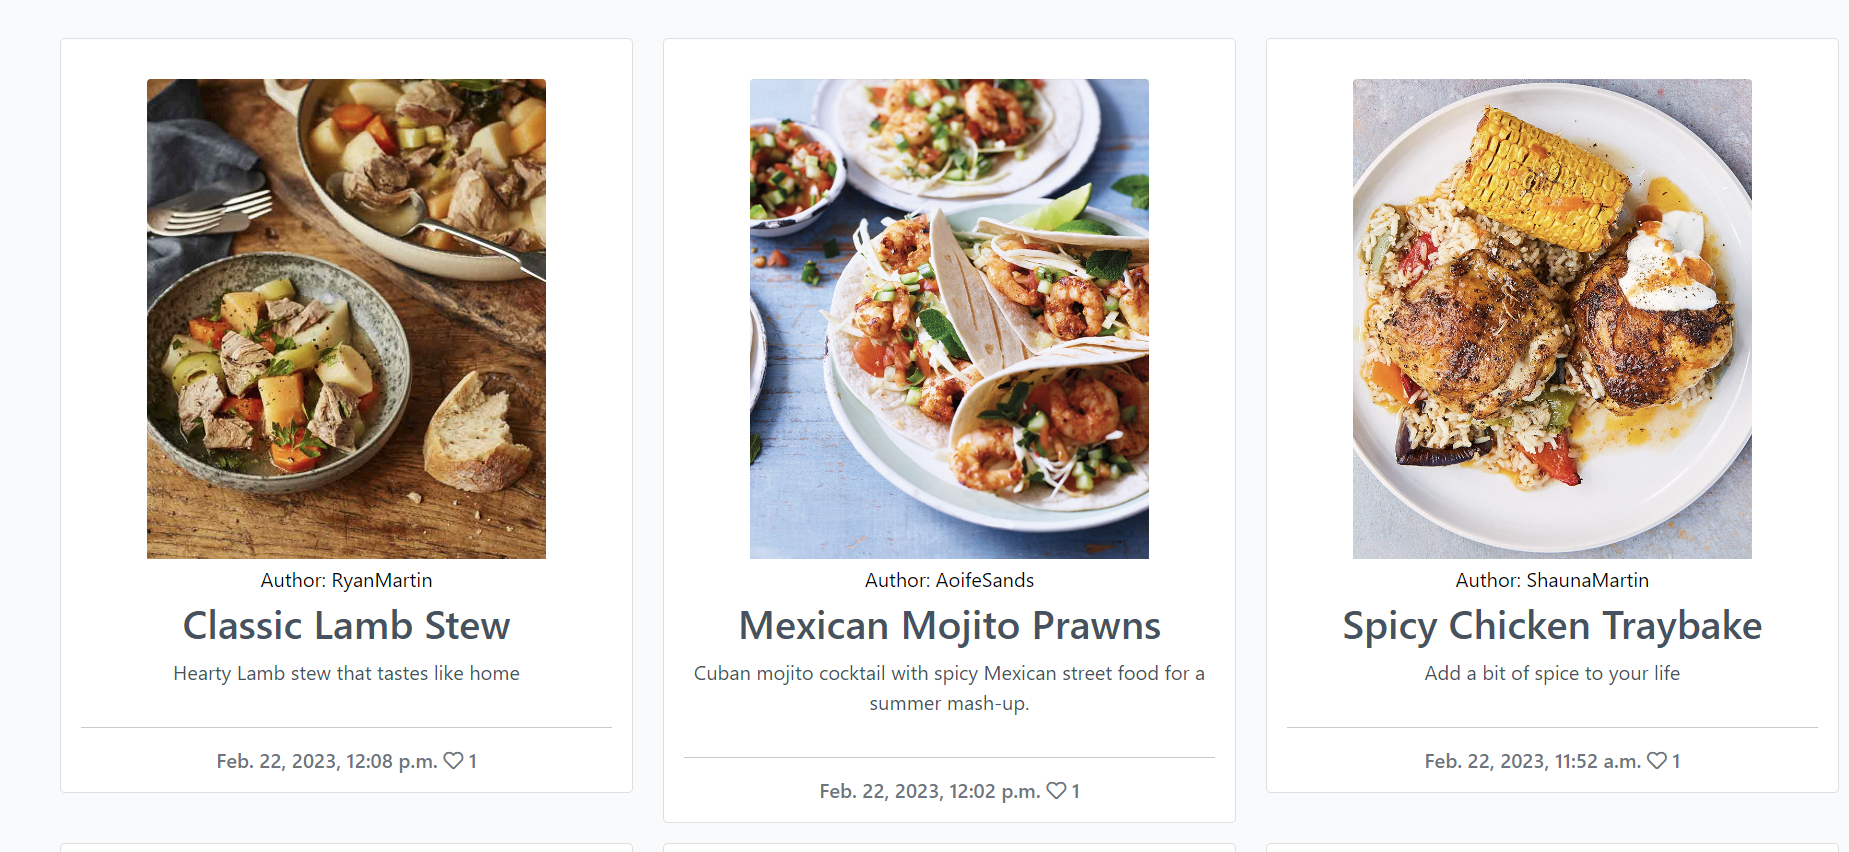 Author: RyanMartin
Classic Lamb Stew
Hearty Lamb stew that tastes like home
Feb. 22, 2023, 12:08 p.m. 1
Author: AoifeSands
Mexican Mojito Prawns
Cuban mojito cocktail with spicy Mexican street food for a
summer mash-up.
Feb. 22, 2023, 12:02 p.m. 1
Author: ShaunaMartin
Spicy Chicken Traybake
Add a bit of spice to your life
Feb. 22, 2023, 11:52 a.m. 1